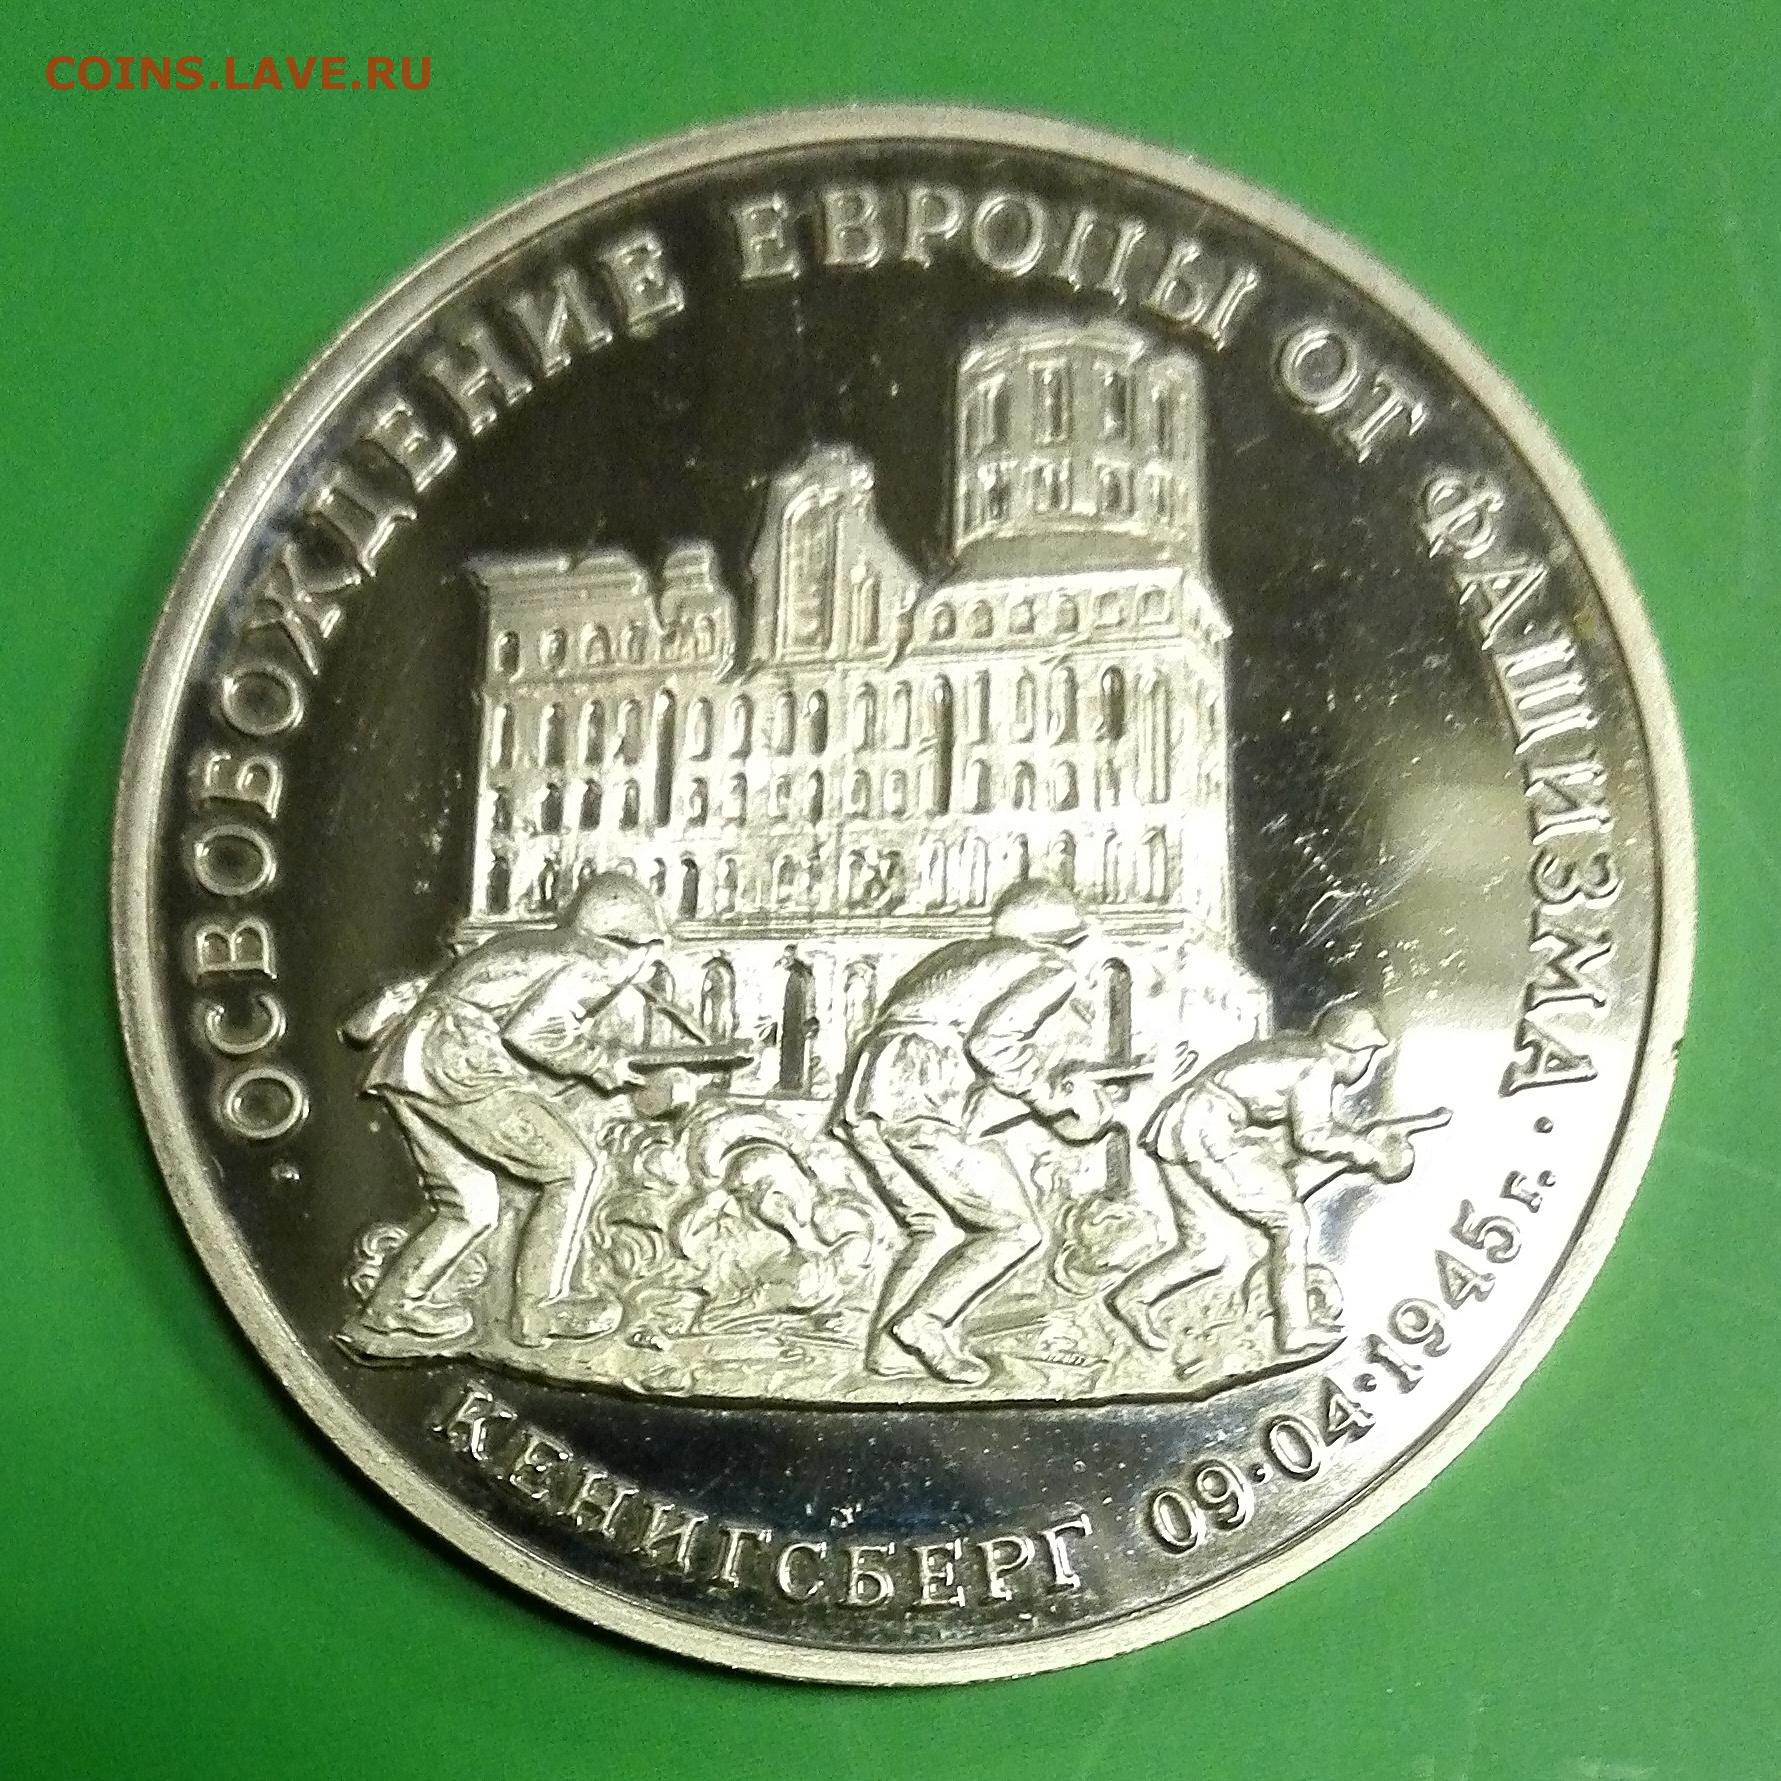 COINS.LAVE.RU
·ОСВОБОЖДЕНИЕ ЕВРОПЫ ОТ ФАШИЗМА·
КЕНИГСБЕРГ 09·04·1945г.